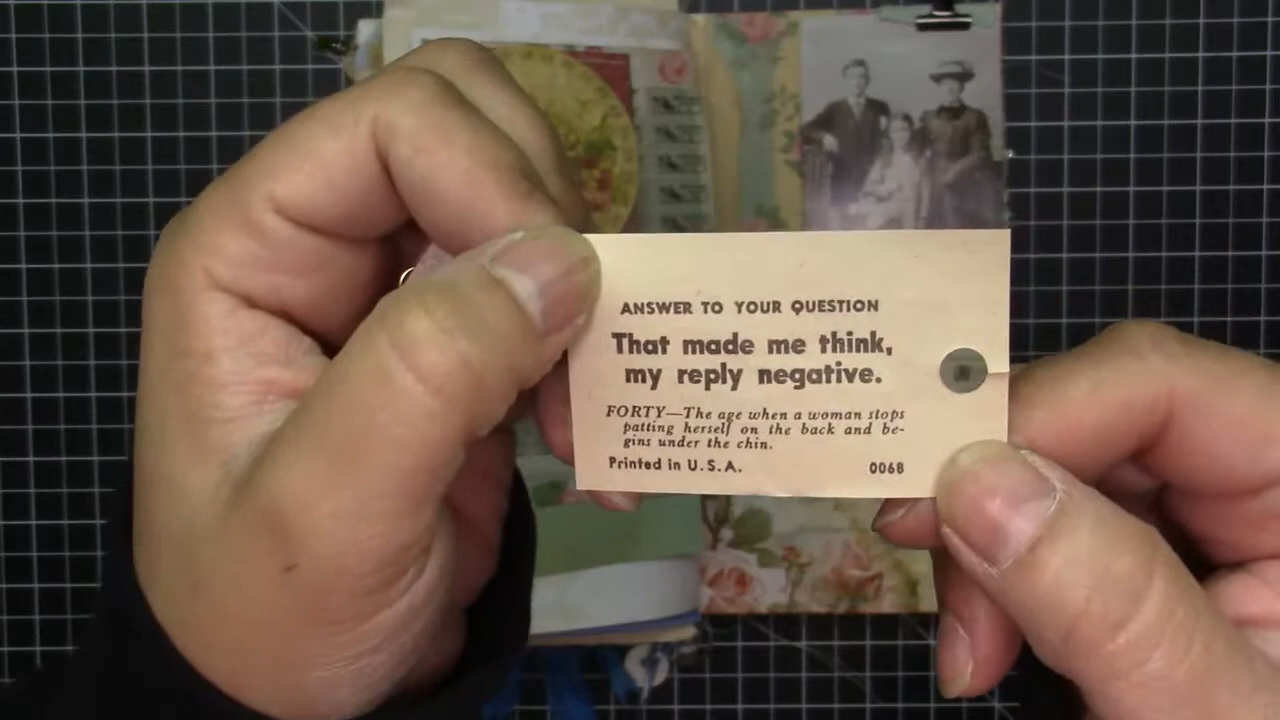 ANSWER TO YOUR QUESTION
That made me think,
my reply negative.
FORTY—The age when a woman stops
patting herself on the back and be-
gins under the chin.
Printed in U.S.A.
0068